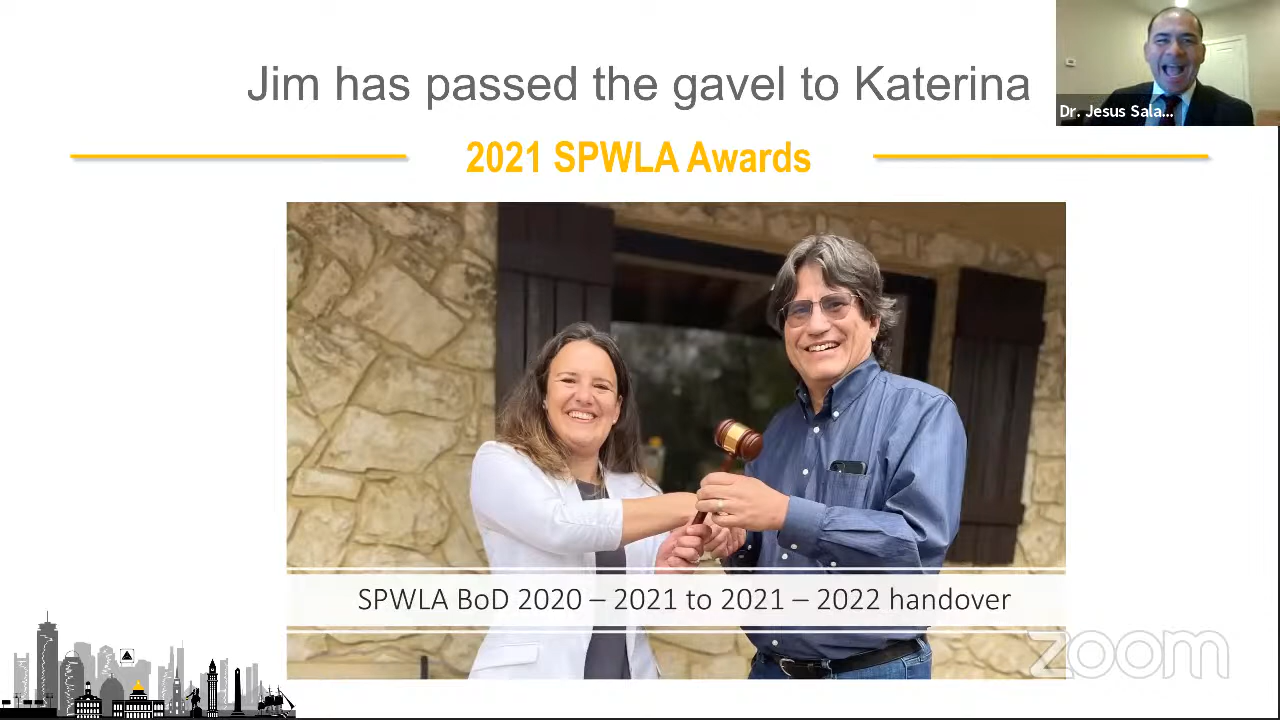 Jim has passed the gavel to Katerina
Dr. Jesus Sala...
2021 SPWLA Awards
SPWLA BoD 2020 – 2021 to 2021 – 2022 handover
zoom